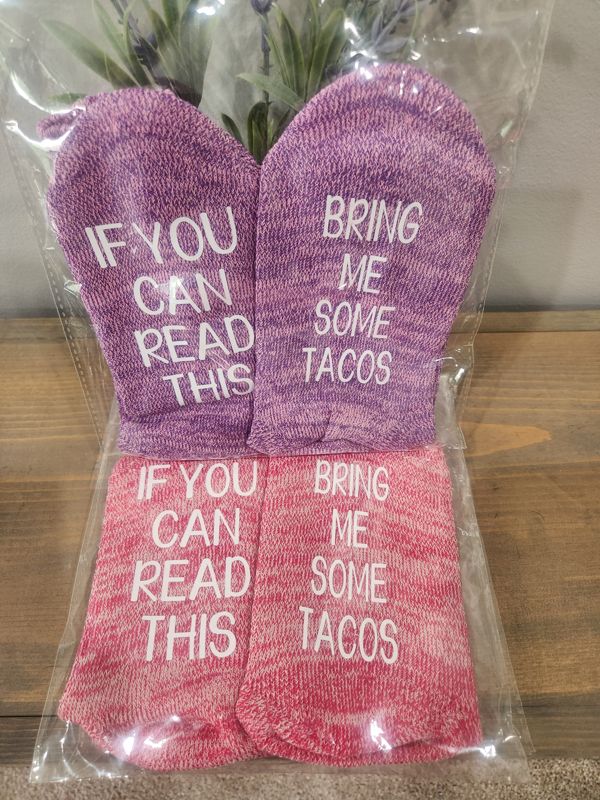 IF YOU
CAN
READ
THIS
BRING
ME
SOME
TACOS
IF YOU
CAN
READ
THIS
BRING
ME
SOME
TACOS